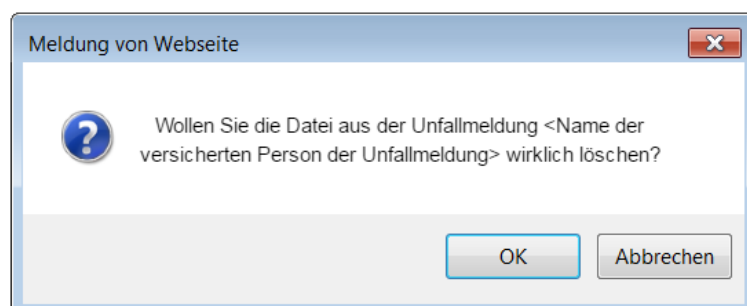 Meldung von Webseite
Wollen Sie die Datei aus der Unfallmeldung <Name der
versicherten Person der Unfallmeldung> wirklich löschen?
OK
Abbrechen